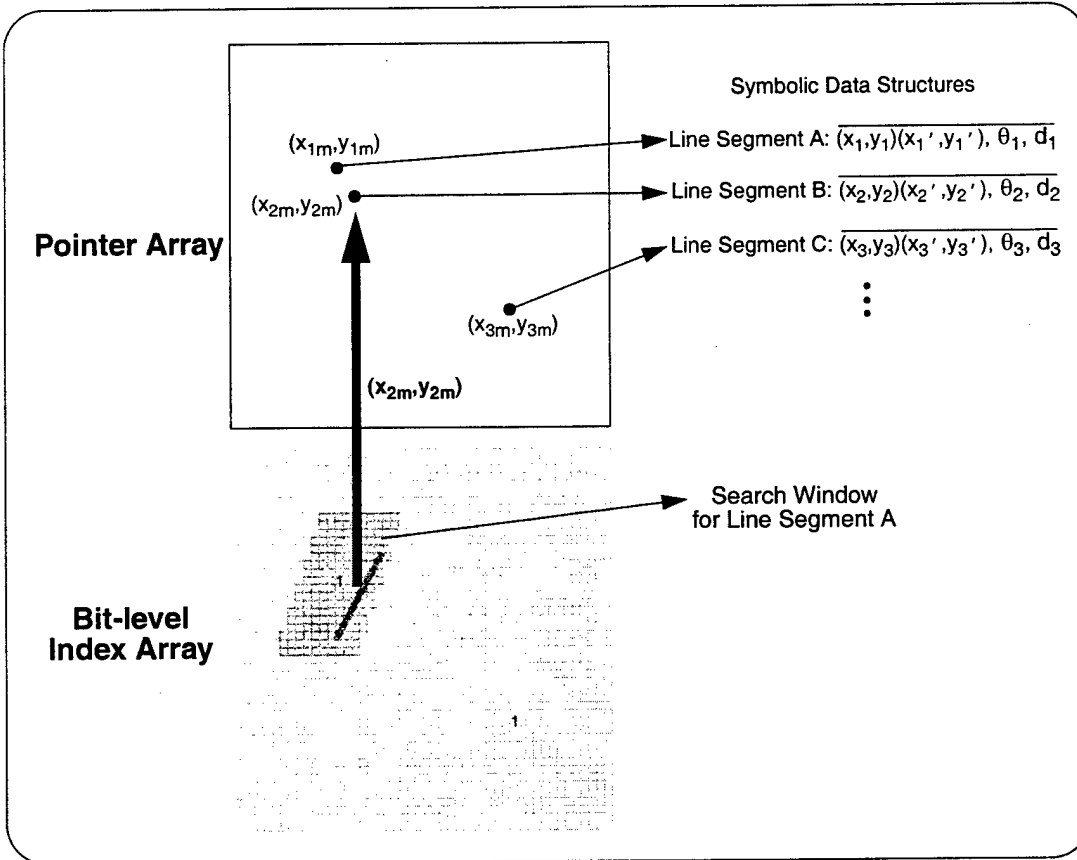 Symbolic Data Structures
(x1m,y1m)
Line Segment A: (x1,y1)(x1′,y1′), θ1, d1
(x2m,y2m)
Line Segment B: (x2,y2)(x2′,y2′), θ2, d2
Pointer Array
Line Segment C: (x3,y3)(x3′,y3′), θ3, d3
(x3m,y3m)
(x2m,y2m)
Search Window
for Line Segment A
1
Bit-level
Index Array
1